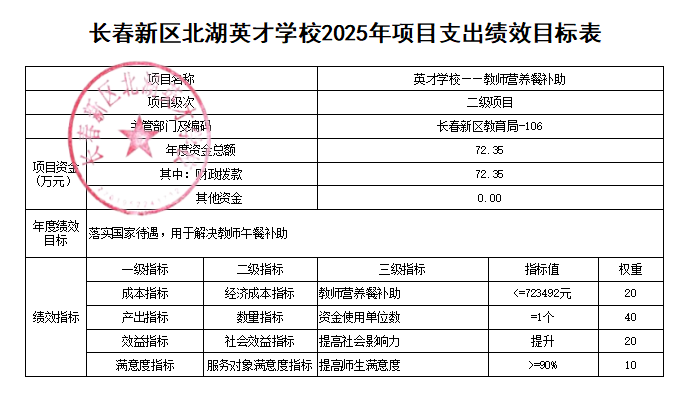 长春新区北湖英才学校2025年项目支出绩效目标表
项目名称 英才学校——教师营养餐补助
项目级次 二级项目
主管部门及编码 长春新区教育局-106
项目资金（万元） 年度资金总额 72.35
其中：财政拨款 72.35
其他资金 0.00
年度绩效目标 落实国家待遇，用于解决教师午餐补助
绩效指标 一级指标 二级指标 三级指标 指标值 权重
成本指标 经济成本指标 教师营养餐补助 <=723492元 20
产出指标 数量指标 资金使用单位数 =1个 40
效益指标 社会效益指标 提高社会影响力 提升 20
满意度指标 服务对象满意度指标 提高师生满意度 >=90% 10